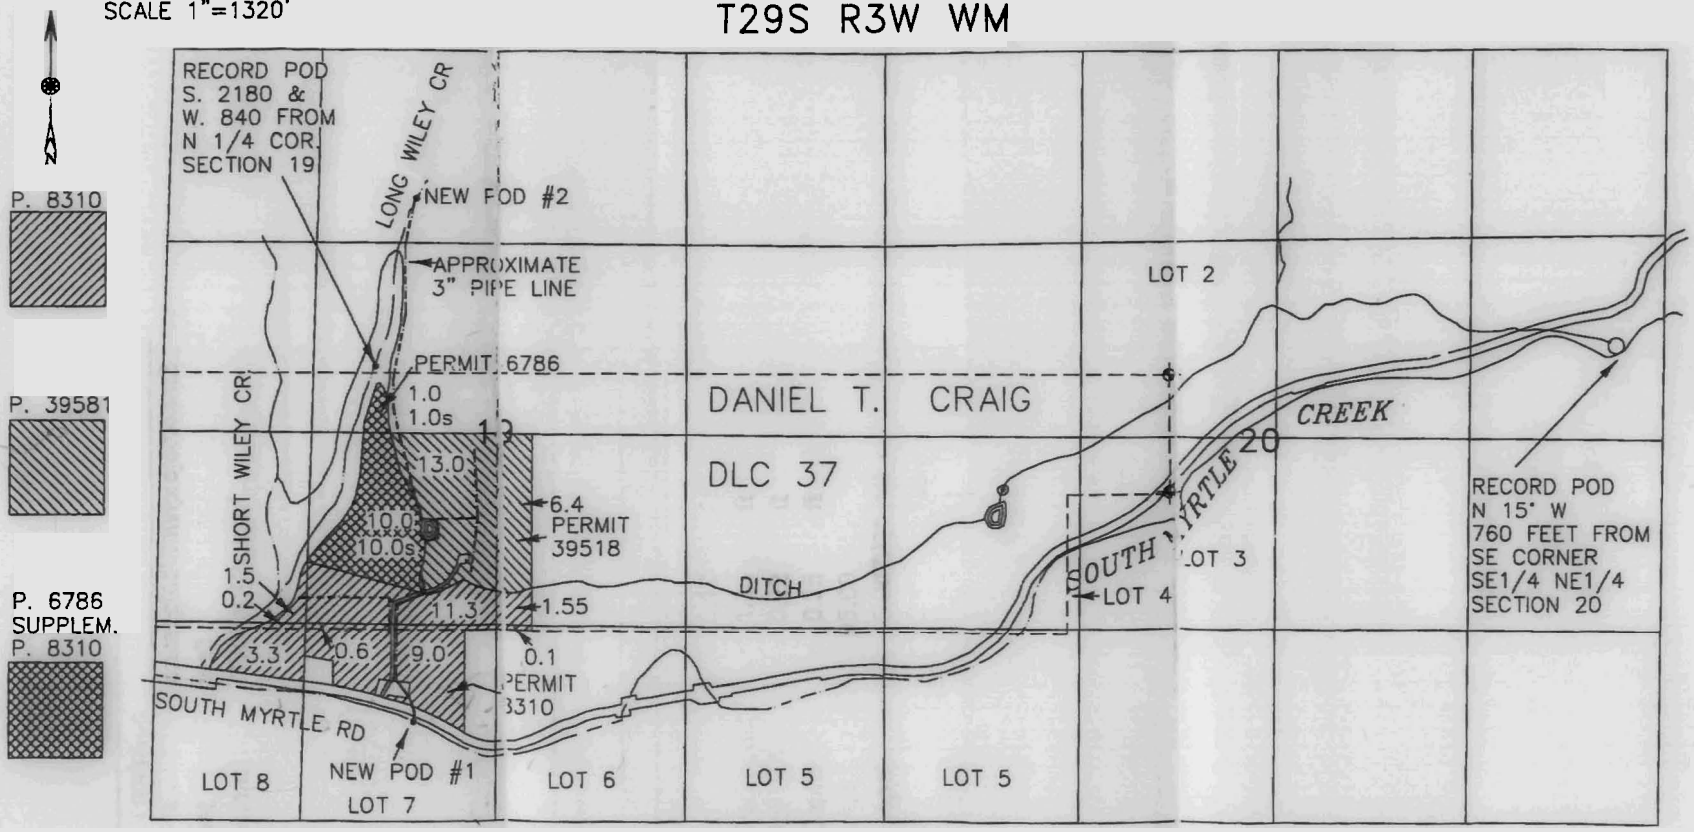 SCALE 1"=1320'
T29S R3W WM
N
P. 8310
P. 39581
P. 6786
SUPPLEM.
P. 8310
RECORD POD
S. 2180 &
W. 840 FROM
N 1/4 COR.
SECTION 19
LONG WILEY CR
NEW POD #2
APPROXIMATE
3" PIPE LINE
LOT 2
PERMIT 6786
1.0
1.0s
DANIEL T. CRAIG
DLC 37
SHORT WILEY CR.
13.0
6.4
PERMIT
39518
10.0
10.0s
20
CREEK
SOUTH MYRTLE
RECORD POD
N 15° W
760 FEET FROM
SE CORNER
SE1/4 NE1/4
SECTION 20
LOT 3
LOT 4
DITCH
1.5
0.2
11.3
1.55
3.3
0.6
9.0
0.1
PERMIT
8310
SOUTH MYRTLE RD
NEW POD #1
LOT 8
LOT 7
LOT 6
LOT 5
LOT 5